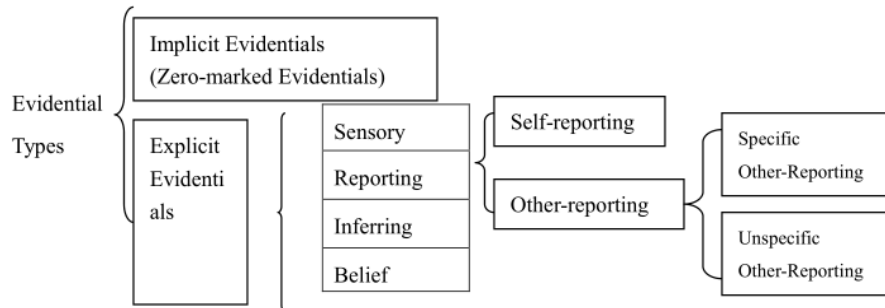 Evidential
Types
Implicit Evidentials
(Zero-marked Evidentials)
Explicit
Evidenti
als
Sensory
Reporting
Inferring
Belief
Self-reporting
Other-reporting
Specific
Other-Reporting
Unspecific
Other-Reporting